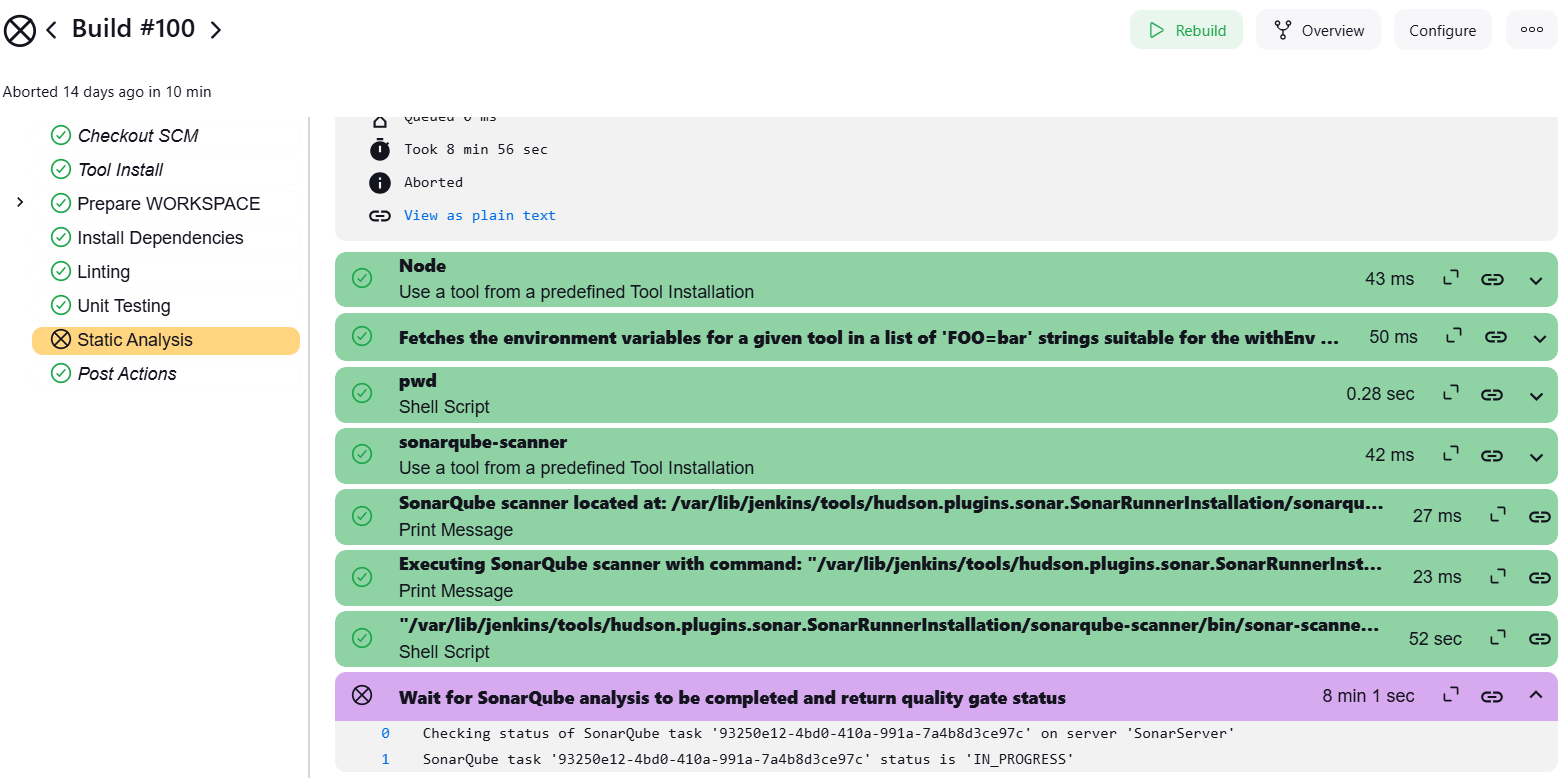 Build #100
Rebuild
Overview
Configure
Aborted 14 days ago in 10 min
Checkout SCM
Tool Install
Prepare WORKSPACE
Install Dependencies
Linting
Unit Testing
Static Analysis
Post Actions
Queued 6 ms
Took 8 min 56 sec
Aborted
View as plain text
Node
Use a tool from a predefined Tool Installation
43 ms
Fetches the environment variables for a given tool in a list of 'FOO=bar' strings suitable for the withEnv ...
50 ms
pwd
Shell Script
0.28 sec
sonarqube-scanner
Use a tool from a predefined Tool Installation
42 ms
SonarQube scanner located at: /var/lib/jenkins/tools/hudson.plugins.sonar.SonarRunnerInstallation/sonarqu...
Print Message
27 ms
Executing SonarQube scanner with command: "/var/lib/jenkins/tools/hudson.plugins.sonar.SonarRunnerInst...
Print Message
23 ms
"/var/lib/jenkins/tools/hudson.plugins.sonar.SonarRunnerInstallation/sonarqube-scanner/bin/sonar-scanne...
Shell Script
52 sec
Wait for SonarQube analysis to be completed and return quality gate status
8 min 1 sec
0 Checking status of SonarQube task '93250e12-4bd0-410a-991a-7a4b8d3ce97c' on server 'SonarServer'
1 SonarQube task '93250e12-4bd0-410a-991a-7a4b8d3ce97c' status is 'IN_PROGRESS'